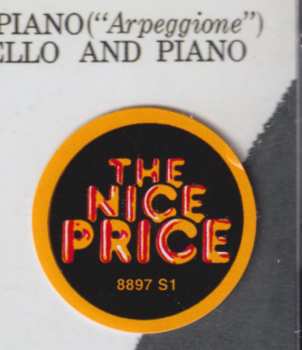 PIANO(“Arpeggione”)
ELLO AND PIANO
THE
NICE
PRICE
8897 S1